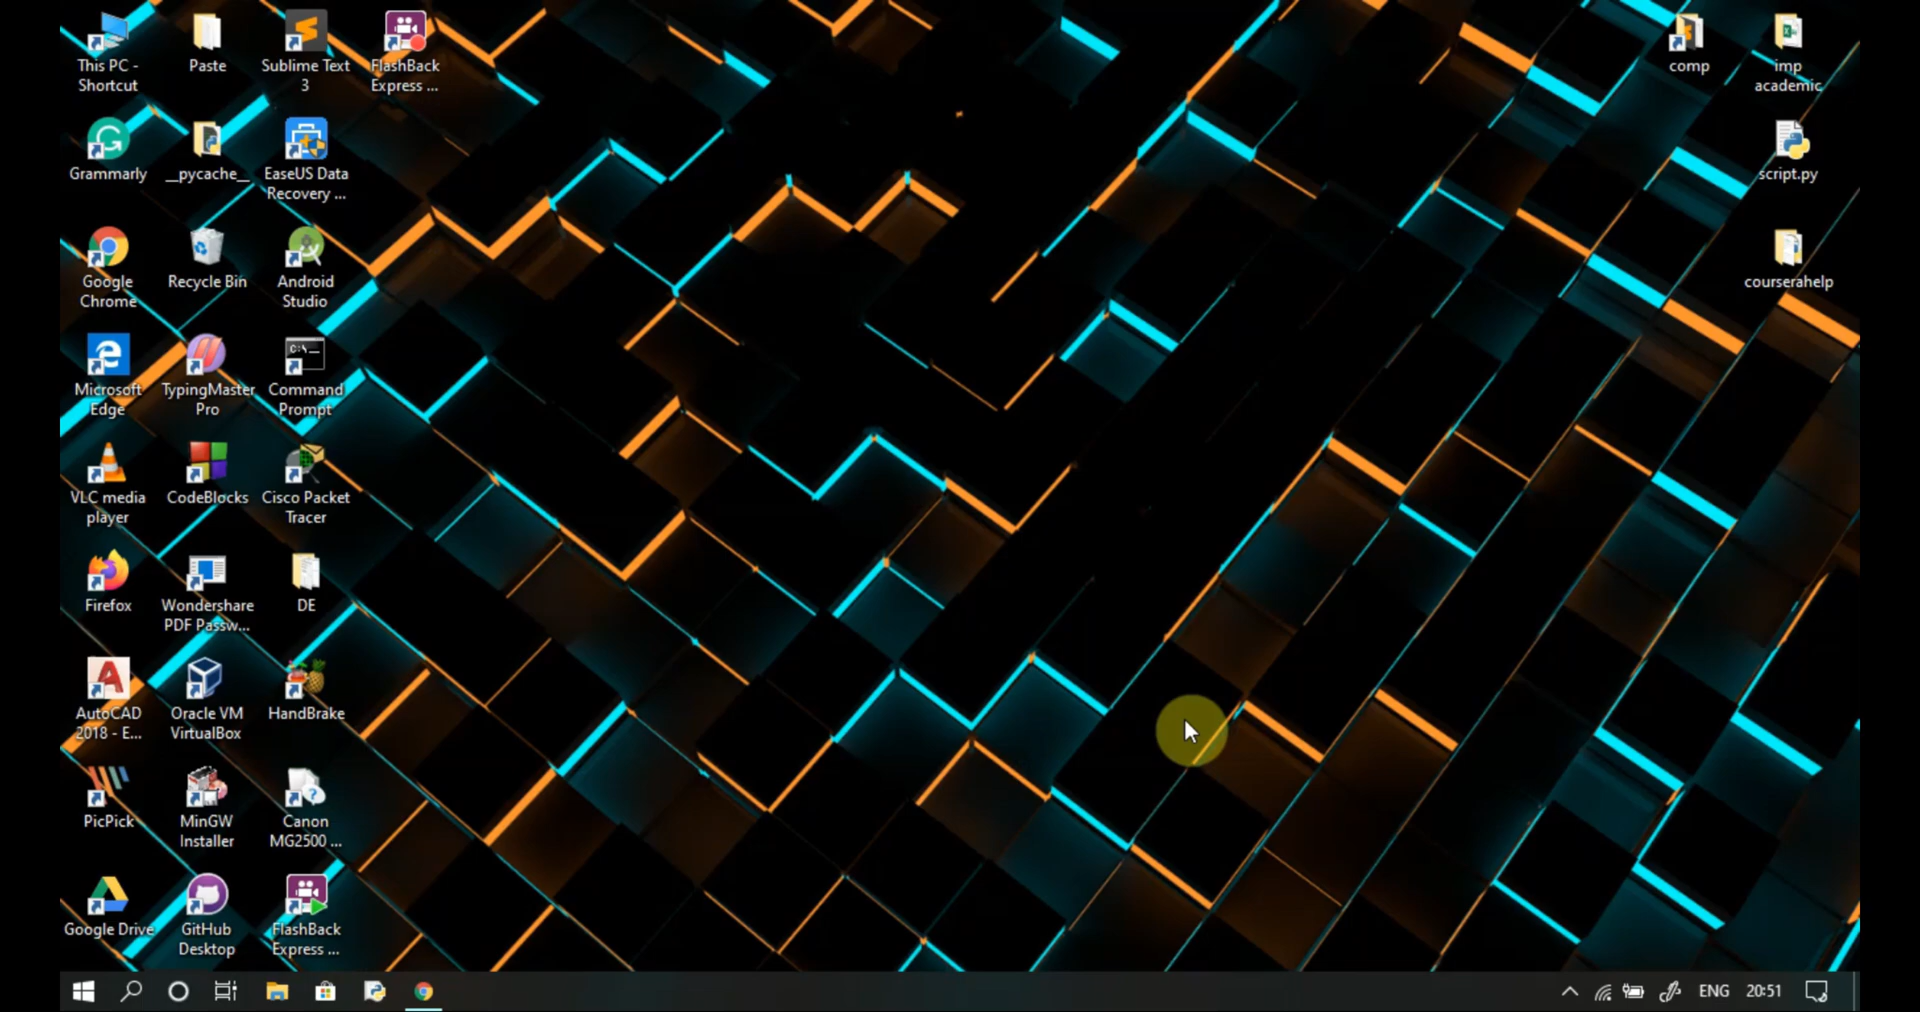 This PC -
Shortcut
Paste
Sublime Text
3
FlashBack
Express ...
Grammarly
__pycache__
EaseUS Data
Recovery ...
Google
Chrome
Recycle Bin
Android
Studio
Microsoft
Edge
TypingMaster
Pro
C:\_
Command
Prompt
VLC media
player
CodeBlocks
Cisco Packet
Tracer
Firefox
Wondershare
PDF Passw...
DE
AutoCAD
2018 - E...
Oracle VM
VirtualBox
HandBrake
PicPick
MinGW
Installer
Canon
MG2500 ...
Google Drive
GitHub
Desktop
FlashBack
Express ...
comp
imp
academic
script.py
courserahelp
ENG
20:51